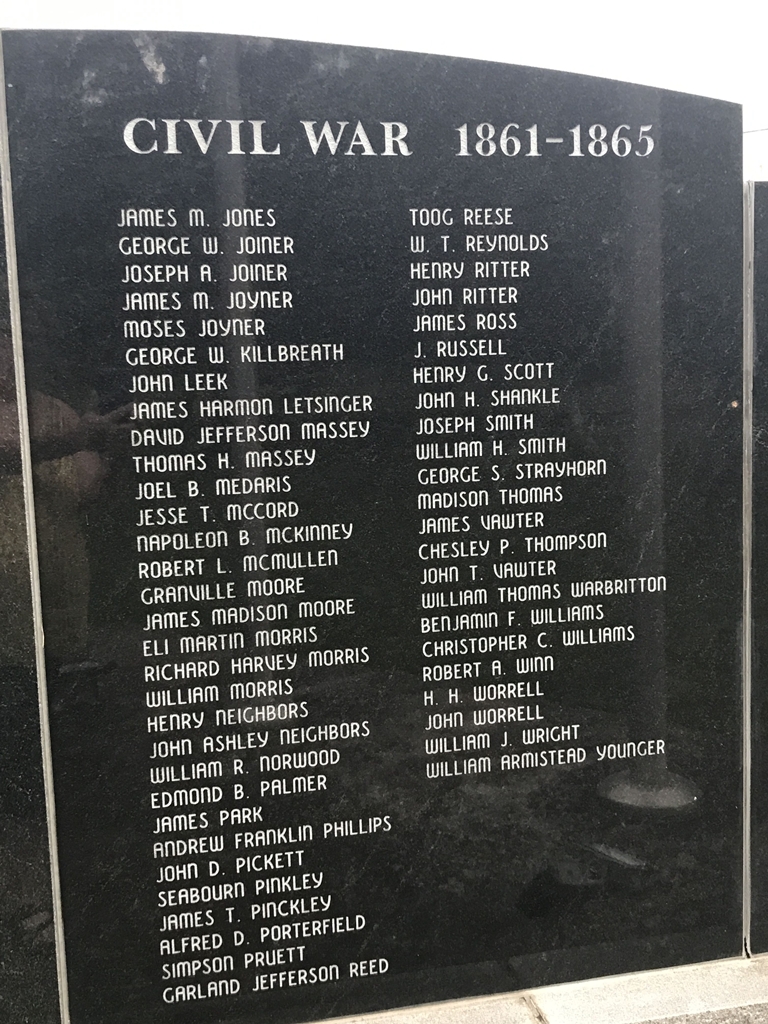 CIVIL WAR 1861-1865
JAMES M. JONES
GEORGE W. JOINER
JOSEPH A. JOINER
JAMES M. JOYNER
MOSES JOYNER
GEORGE W. KILLBREATH
JOHN LEEK
JAMES HARMON LETSINGER
DAVID JEFFERSON MASSEY
THOMAS H. MASSEY
JOEL B. MEDARIS
JESSE T. MCCORD
NAPOLEON B. MCKINNEY
ROBERT L. MCMULLEN
GRANVILLE MOORE
JAMES MADISON MOORE
ELI MARTIN MORRIS
RICHARD HARVEY MORRIS
WILLIAM MORRIS
HENRY NEIGHBORS
JOHN ASHLEY NEIGHBORS
WILLIAM R. NORWOOD
EDMOND B. PALMER
JAMES PARK
ANDREW FRANKLIN PHILLIPS
JOHN D. PICKETT
SEABOURN PINKLEY
JAMES T. PINCKLEY
ALFRED D. PORTERFIELD
SIMPSON PRUETT
GARLAND JEFFERSON REED
TOOG REESE
W. T. REYNOLDS
HENRY RITTER
JOHN RITTER
JAMES ROSS
J. RUSSELL
HENRY G. SCOTT
JOHN H. SHANKLE
JOSEPH SMITH
WILLIAM H. SMITH
GEORGE S. STRAYHORN
MADISON THOMAS
JAMES VAWTER
CHESLEY P. THOMPSON
JOHN T. VAWTER
WILLIAM THOMAS WARBRITTON
BENJAMIN F. WILLIAMS
CHRISTOPHER C. WILLIAMS
ROBERT A. WINN
H. H. WORRELL
JOHN WORRELL
WILLIAM J. WRIGHT
WILLIAM ARMISTEAD YOUNGER